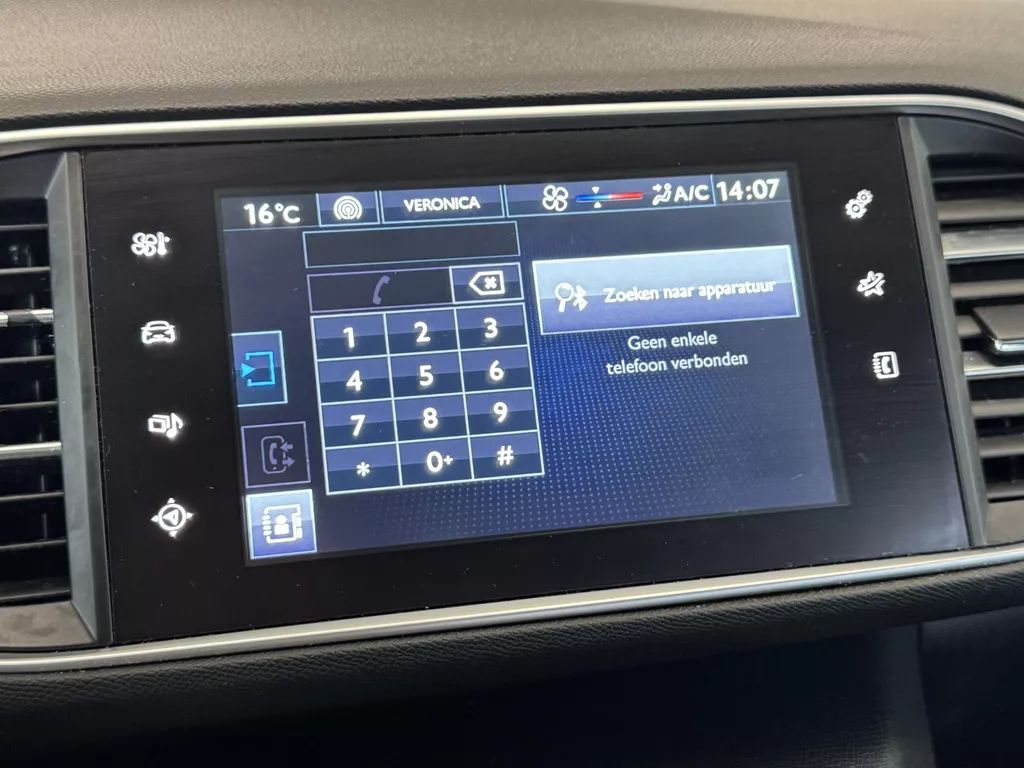 16°C VERONICA A/C 14:07
Zoeken naar apparatuur
Geen enkele
telefoon verbonden
1 2 3
4 5 6
7 8 9
* 0+ #